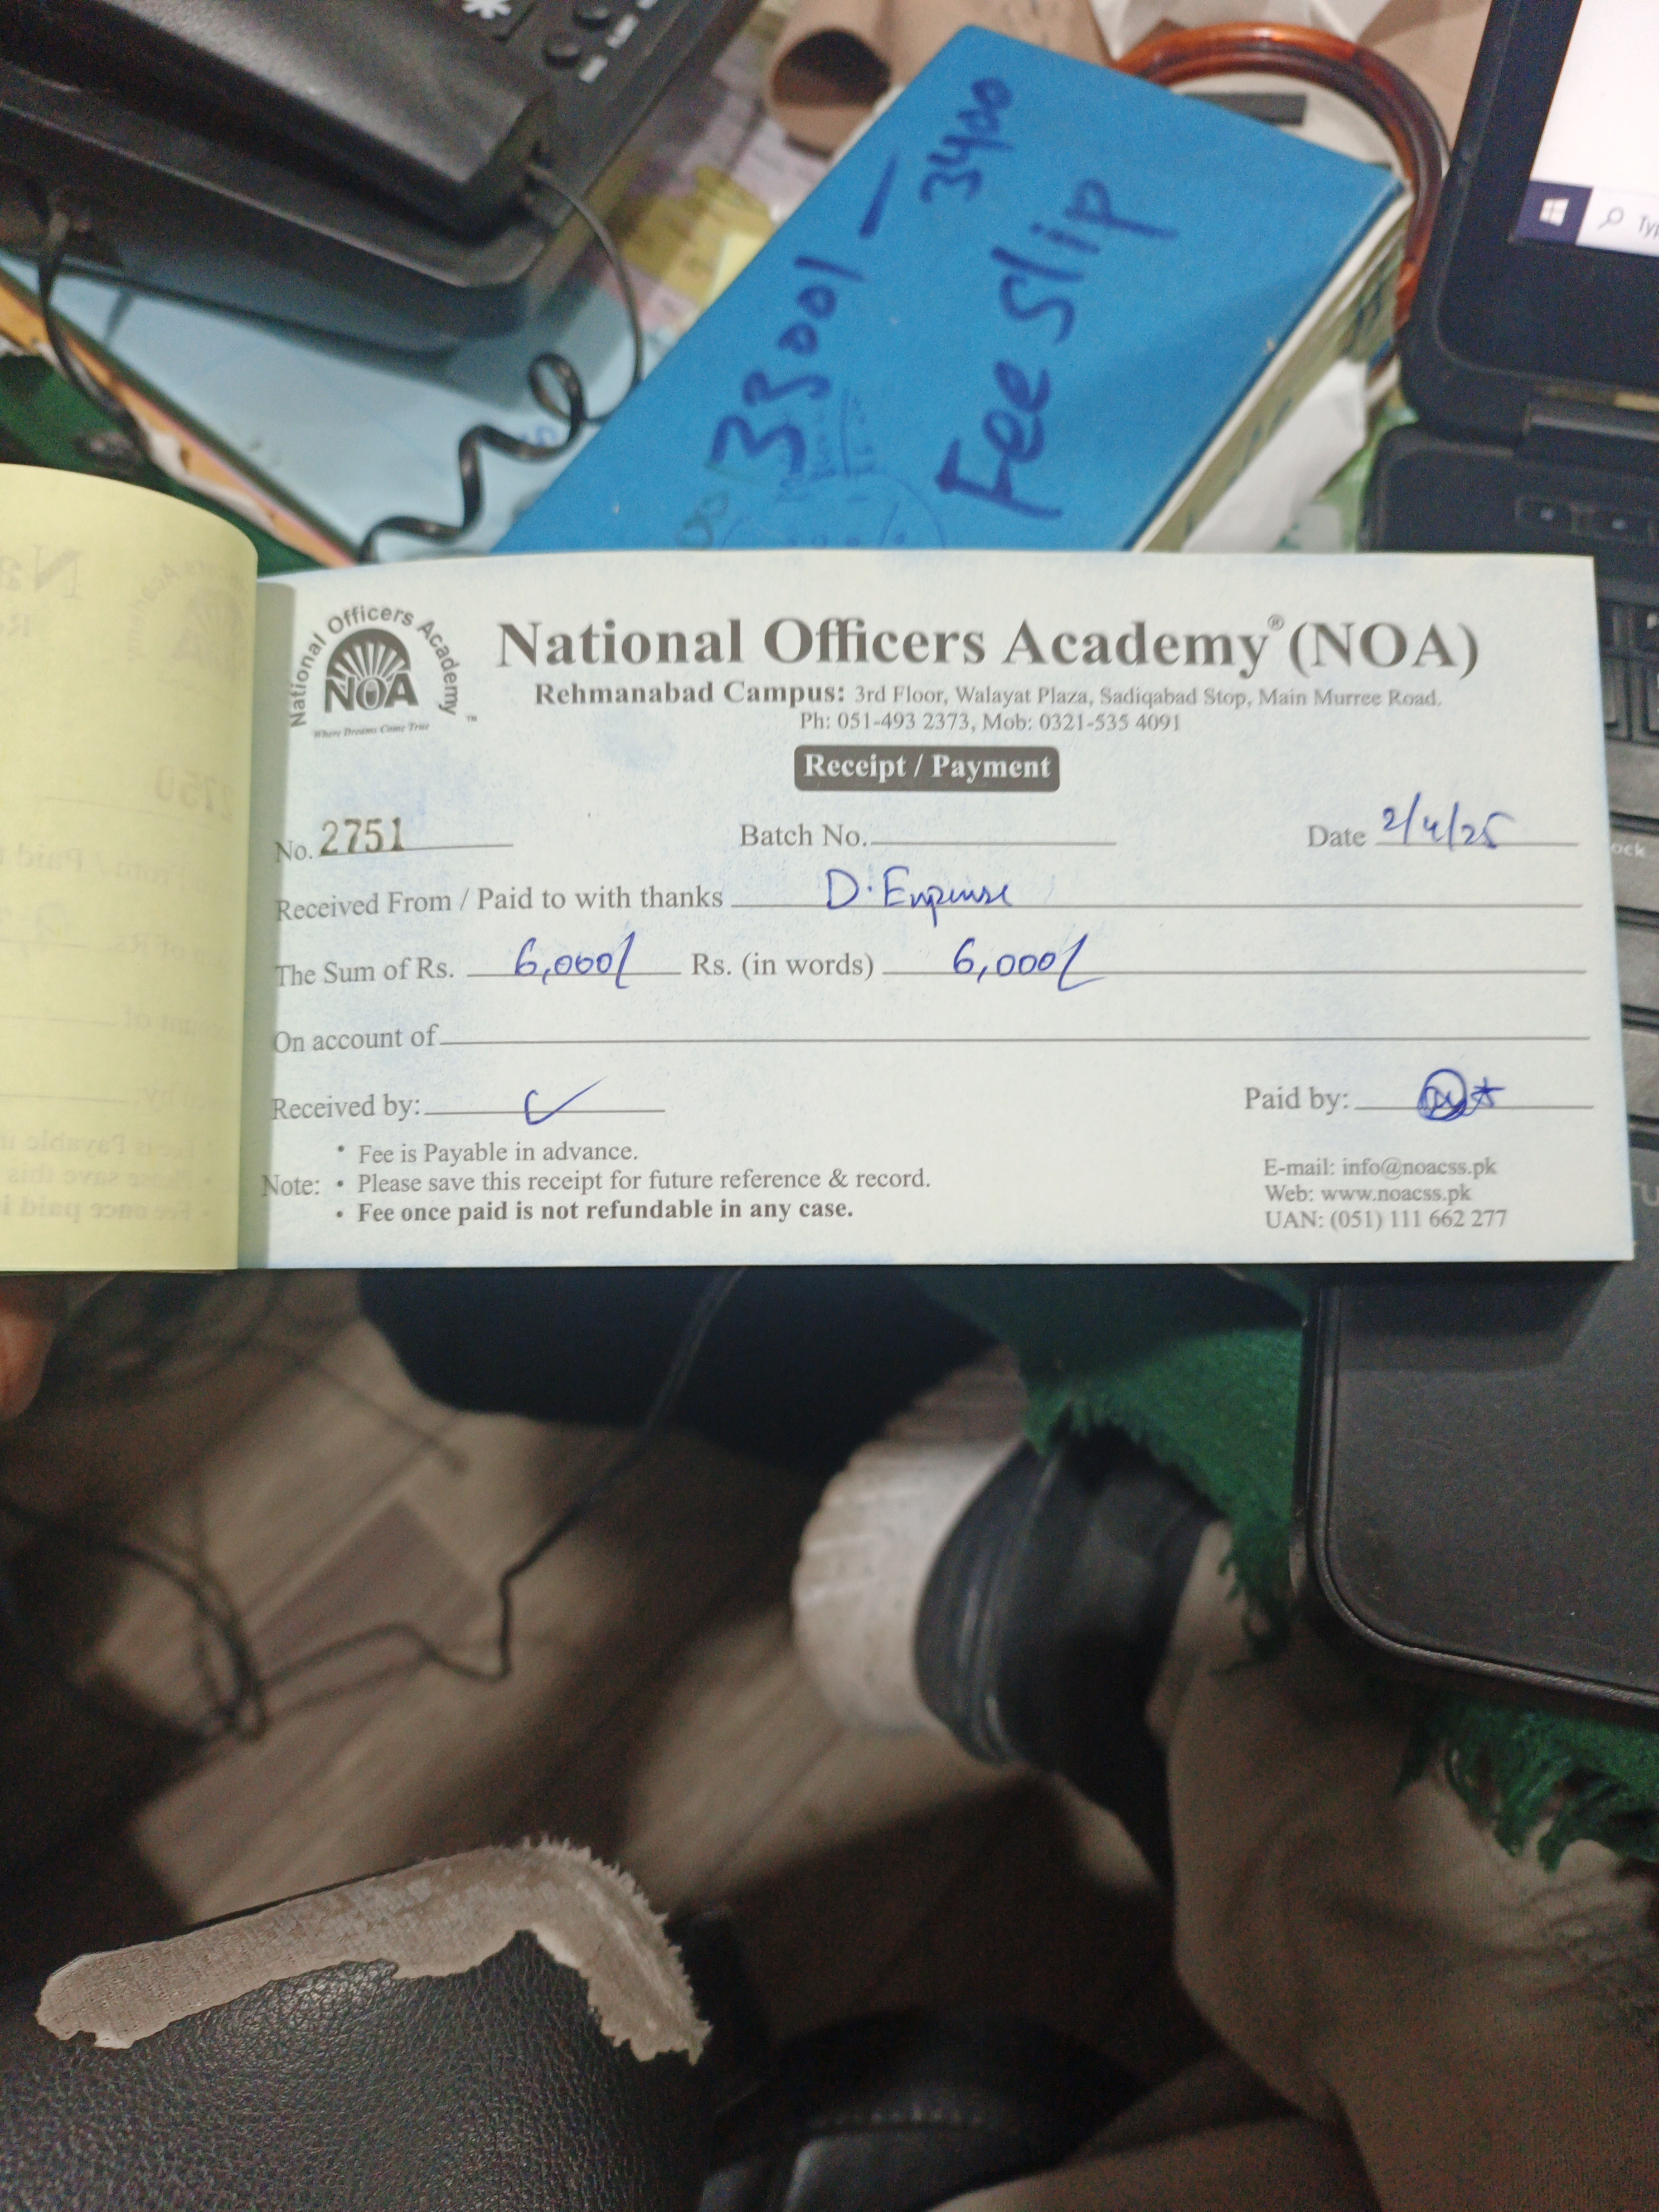 33001 — 3400
Fee Slip
National Officers Academy
NOA
Where Dreams Come True
National Officers Academy® (NOA)
Rehmanabad Campus: 3rd Floor, Walayat Plaza, Sadiqabad Stop, Main Murree Road.
Ph: 051-493 2373, Mob: 0321-535 4091
Receipt / Payment
No. 2751 Batch No. Date 2/4/25
Received From / Paid to with thanks D. Expense
The Sum of Rs. 6,000/ Rs. (in words) 6,000/
On account of
Received by: Paid by:
• Fee is Payable in advance.
Note: • Please save this receipt for future reference & record.
• Fee once paid is not refundable in any case.
E-mail: info@noacss.pk
Web: www.noacss.pk
UAN: (051) 111 662 277